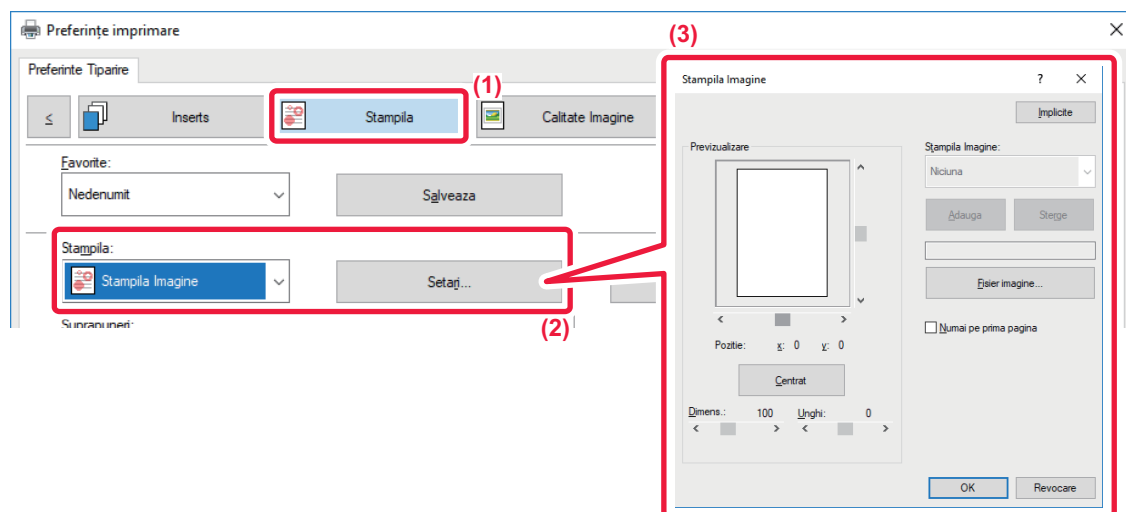 Preferințe imprimare
(3)
Preferinte Tiparire
(1)
≤
Inserts
Stampila
Calitate Imagine
Favorite:
Nedenumit
Salveaza
Stampila:
Stampila Imagine
Setari...
Suprapuneri:
(2)
Stampila Imagine
?
Implicite
Previzualizare
Stampila Imagine:
Niciuna
Adauga
Sterge
Fisier imagine...
Numai pe prima pagina
Pozitie: x: 0 y: 0
Centrat
Dimens.: 100 Unghi: 0
OK
Revocare